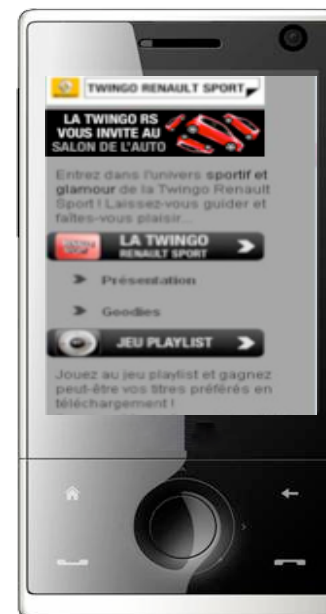 TWINGO RENAULT SPORT
LA TWINGO RS
VOUS INVITE AU
SALON DE L'AUTO
Entrez dans l'univers sportif et
glamour de la Twingo Renault
Sport ! Laissez-vous guider et
faîtes-vous plaisir...
LA TWINGO
RENAULT SPORT
Présentation
Goodies
JEU PLAYLIST
Jouez au jeu playlist et gagnez
peut-être vos titres préférés en
téléchargement !